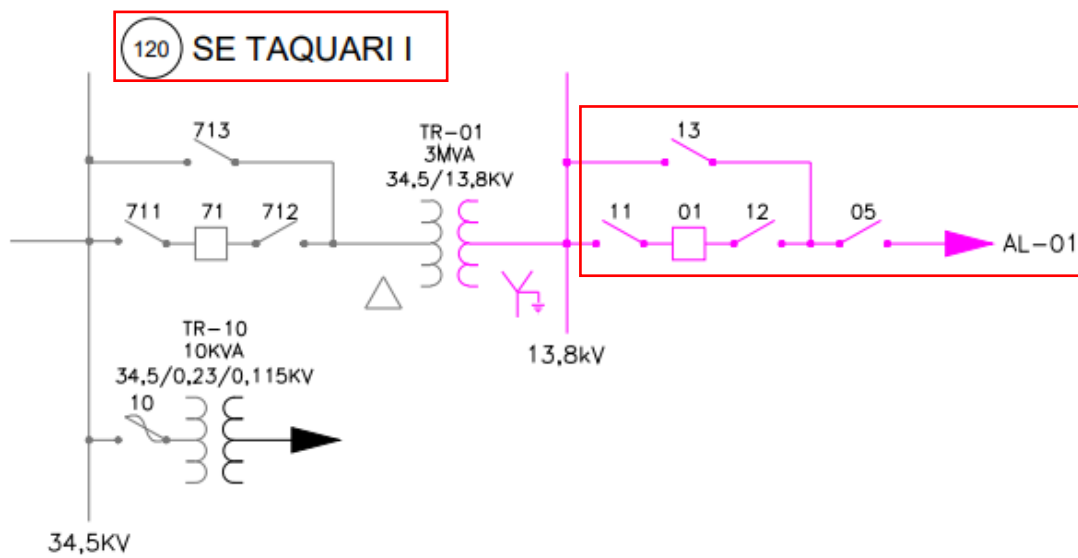 120 SE TAQUARI I
713
TR-01
3MVA
34,5/13,8KV
13
711 71 712
11 01 12 05
AL-01
TR-10
10KVA
34,5/0,23/0,115KV
10
13,8kV
34,5KV